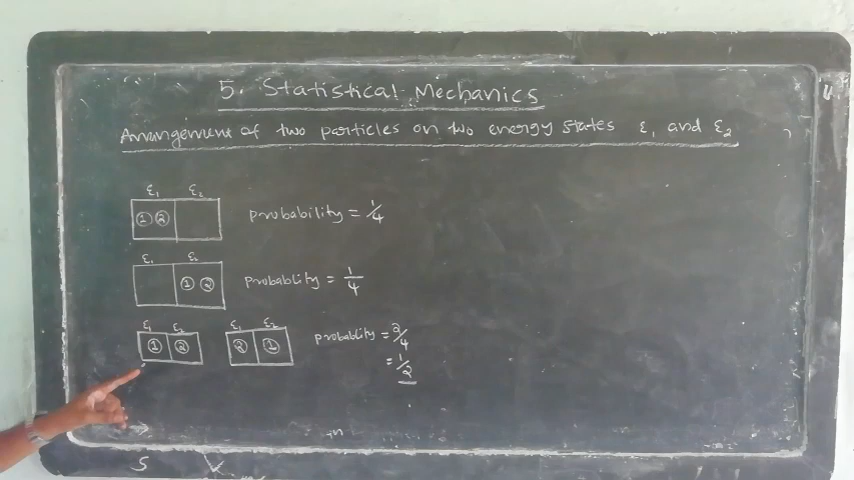 5. Statistical Mechanics
Arrangement of two particles on two energy states ε₁ and ε₂
ε₁ ε₂
① ② probability = 1/4
ε₁ ε₂
① ② probablity = 1/4
ε₁ ε₂ ε₁ ε₂
① ② ② ① probablity = 2/4
= 1/2